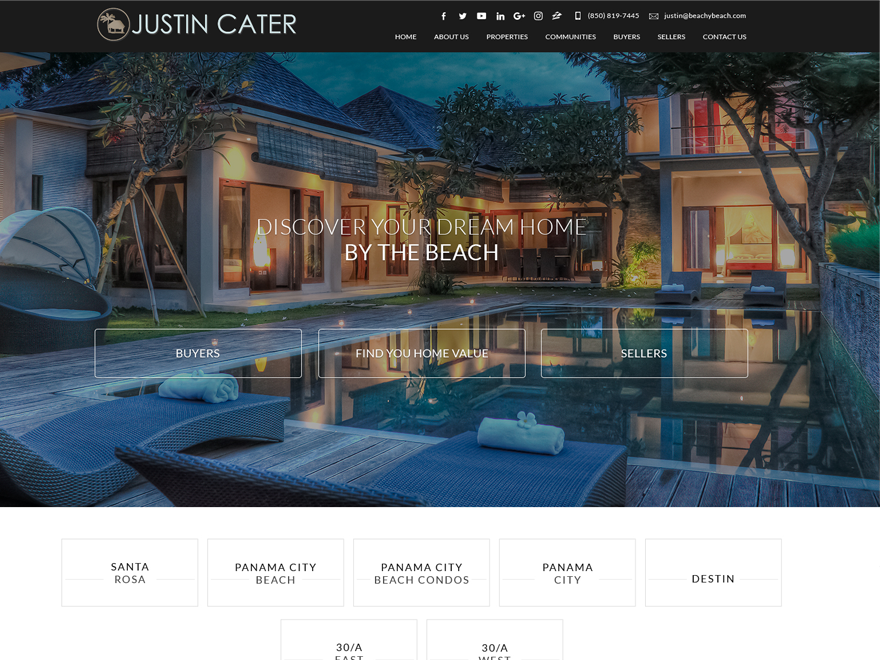 JUSTIN CATER
(850) 819-7445
justin@beachybeach.com
HOME
ABOUT US
PROPERTIES
COMMUNITIES
BUYERS
SELLERS
CONTACT US
DISCOVER YOUR DREAM HOME
BY THE BEACH
BUYERS
FIND YOU HOME VALUE
SELLERS
SANTA
ROSA
PANAMA CITY
BEACH
PANAMA CITY
BEACH CONDOS
PANAMA
CITY
DESTIN
30/A
EAST
30/A
WEST